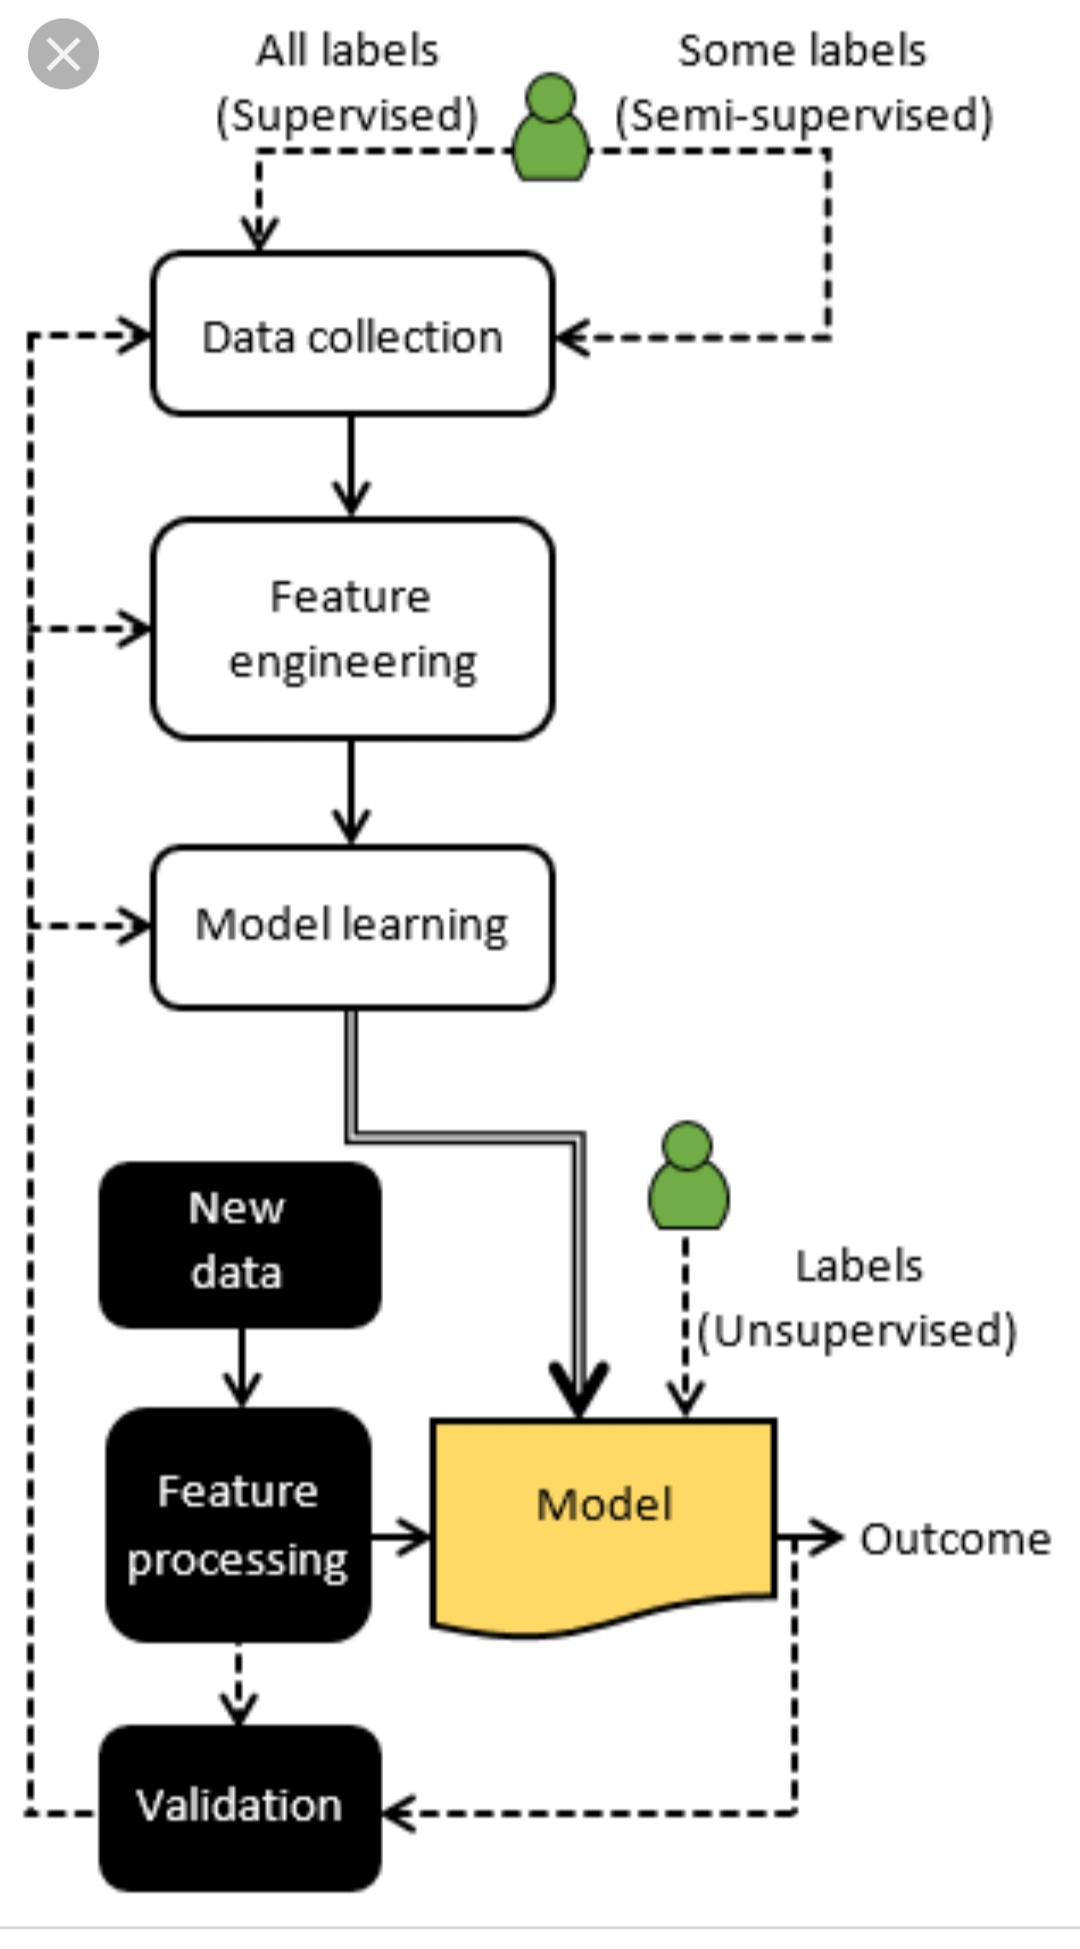 All labels
(Supervised)
Some labels
(Semi-supervised)
Data collection
Feature
engineering
Model learning
New
data
Labels
(Unsupervised)
Feature
processing
Model
Outcome
Validation